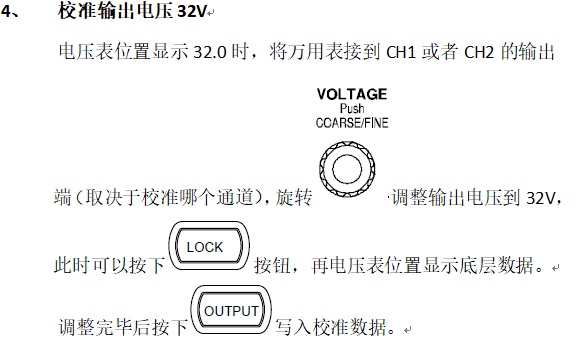 4、 校准输出电压 32V
电压表位置显示 32.0 时，将万用表接到 CH1 或者 CH2 的输出
VOLTAGE
Push
COARSE/FINE
端（取决于校准哪个通道），旋转 调整输出电压到 32V，
此时可以按下 LOCK 按钮，再电压表位置显示底层数据。
调整完毕后按下 OUTPUT 写入校准数据。